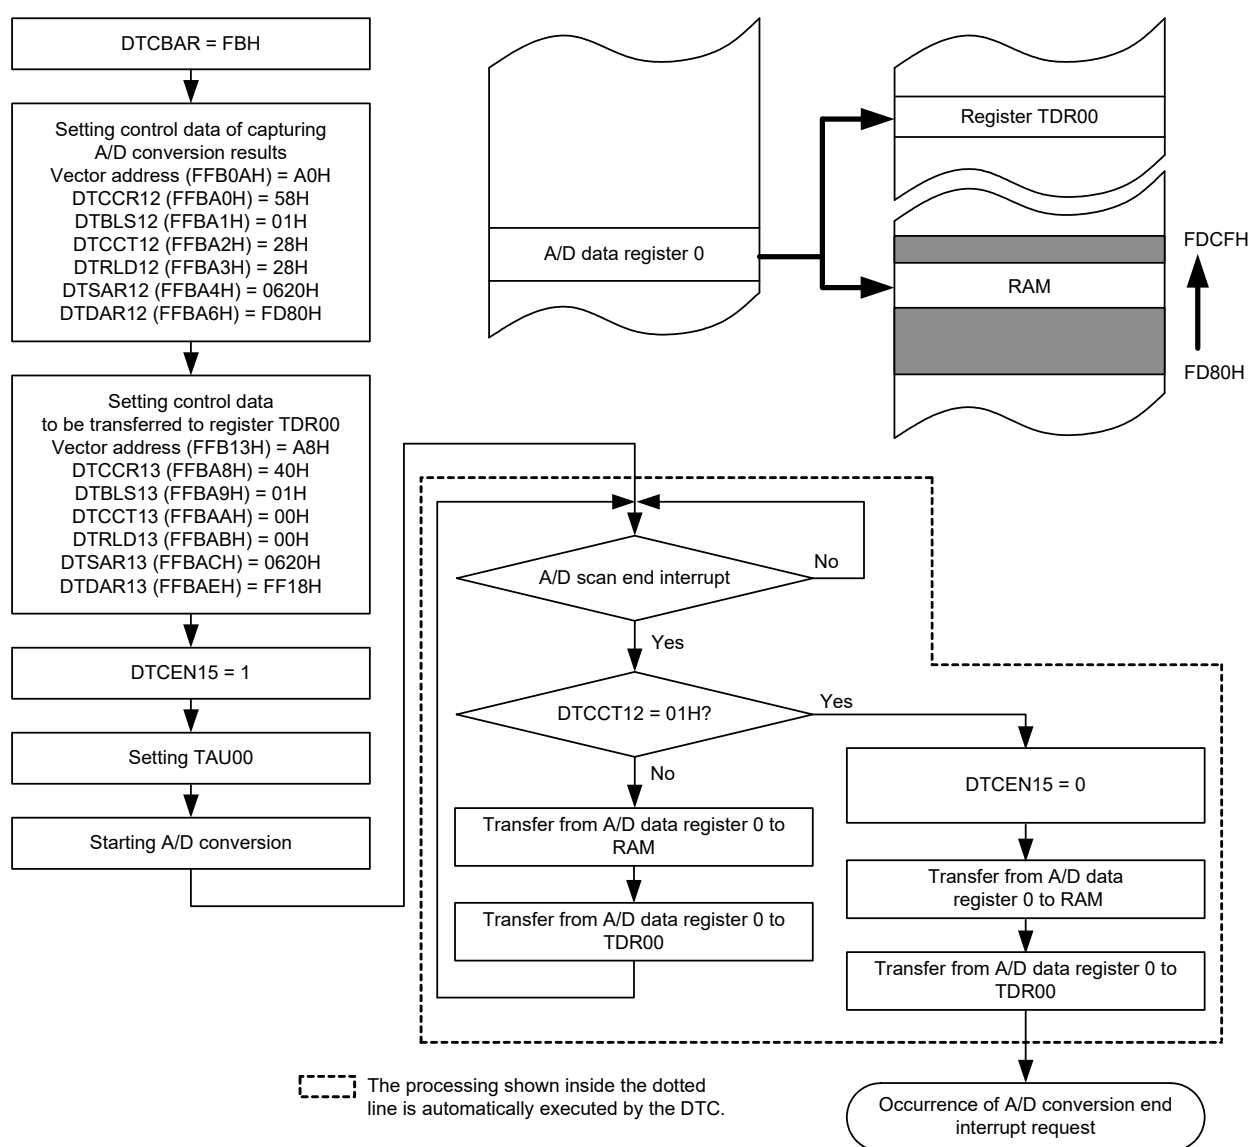 DTCBAR = FBH
Setting control data of capturing
A/D conversion results
Vector address (FFB0AH) = A0H
DTCCR12 (FFBA0H) = 58H
DTBLS12 (FFBA1H) = 01H
DTCCT12 (FFBA2H) = 28H
DTRLD12 (FFBA3H) = 28H
DTSAR12 (FFBA4H) = 0620H
DTDAR12 (FFBA6H) = FD80H
Setting control data
to be transferred to register TDR00
Vector address (FFB13H) = A8H
DTCCR13 (FFBA8H) = 40H
DTBLS13 (FFBA9H) = 01H
DTCCT13 (FFBAAH) = 00H
DTRLD13 (FFBABH) = 00H
DTSAR13 (FFBACH) = 0620H
DTDAR13 (FFBAEH) = FF18H
DTCEN15 = 1
Setting TAU00
Starting A/D conversion
A/D data register 0
Register TDR00
RAM
FDCFH
FD80H
A/D scan end interrupt
No
Yes
DTCCT12 = 01H?
Yes
No
Transfer from A/D data register 0 to
RAM
Transfer from A/D data register 0 to
TDR00
DTCEN15 = 0
Transfer from A/D data
register 0 to RAM
Transfer from A/D data register 0 to
TDR00
Occurrence of A/D conversion end
interrupt request
The processing shown inside the dotted
line is automatically executed by the DTC.